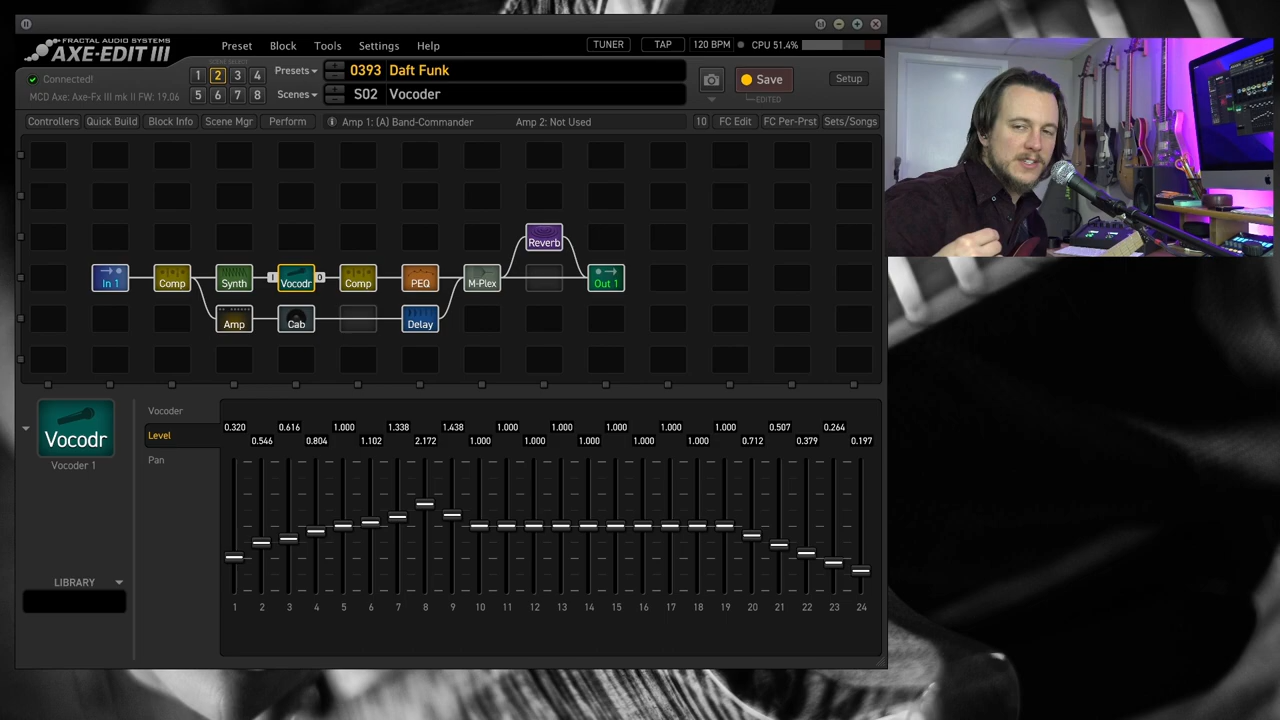 FRACTAL AUDIO SYSTEMS
AXE-EDIT III
Preset Block Tools Settings Help
TUNER TAP 120 BPM CPU 51.4%
Connected!
MCD Axe: Axe-Fx III mk II FW: 19.06
SCENE SELECT
1 2 3 4
5 6 7 8
Presets 0393 Daft Funk
Scenes S02 Vocoder
Save
EDITED
Setup
Controllers Quick Build Block Info Scene Mgr Perform Amp 1: (A) Band-Commander Amp 2: Not Used 10 FC Edit FC Per-Prst Sets/Songs
Reverb
In 1 Comp Synth I Vocodr O Comp PEQ M-Plex Out 1
Amp Cab Delay
Vocodr
Vocoder 1
LIBRARY
Vocoder
Level
Pan
0.320 0.616 1.000 1.338 1.438 1.000 1.000 1.000 1.000 1.000 0.507 0.264
0.546 0.804 1.102 2.172 1.000 1.000 1.000 1.000 1.000 0.712 0.379 0.197
1 2 3 4 5 6 7 8 9 10 11 12 13 14 15 16 17 18 19 20 21 22 23 24